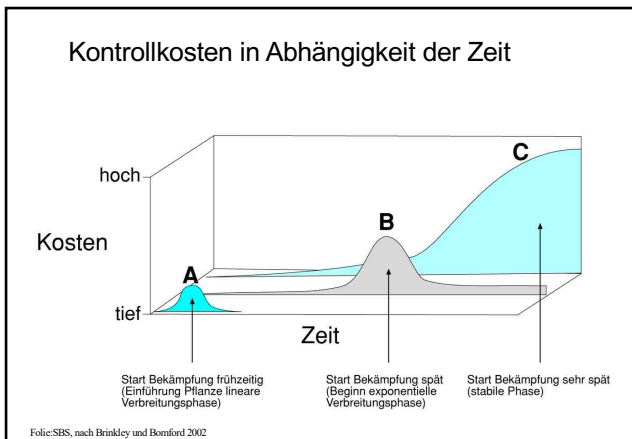 Kontrollkosten in Abhängigkeit der Zeit
hoch
Kosten
tief
A
B
C
Zeit
Start Bekämpfung frühzeitig
(Einführung Pflanze lineare
Verbreitungsphase)
Start Bekämpfung spät
(Beginn exponentielle
Verbreitungsphase)
Start Bekämpfung sehr spät
(stabile Phase)
Folie:SBS, nach Brinkley und Bomford 2002